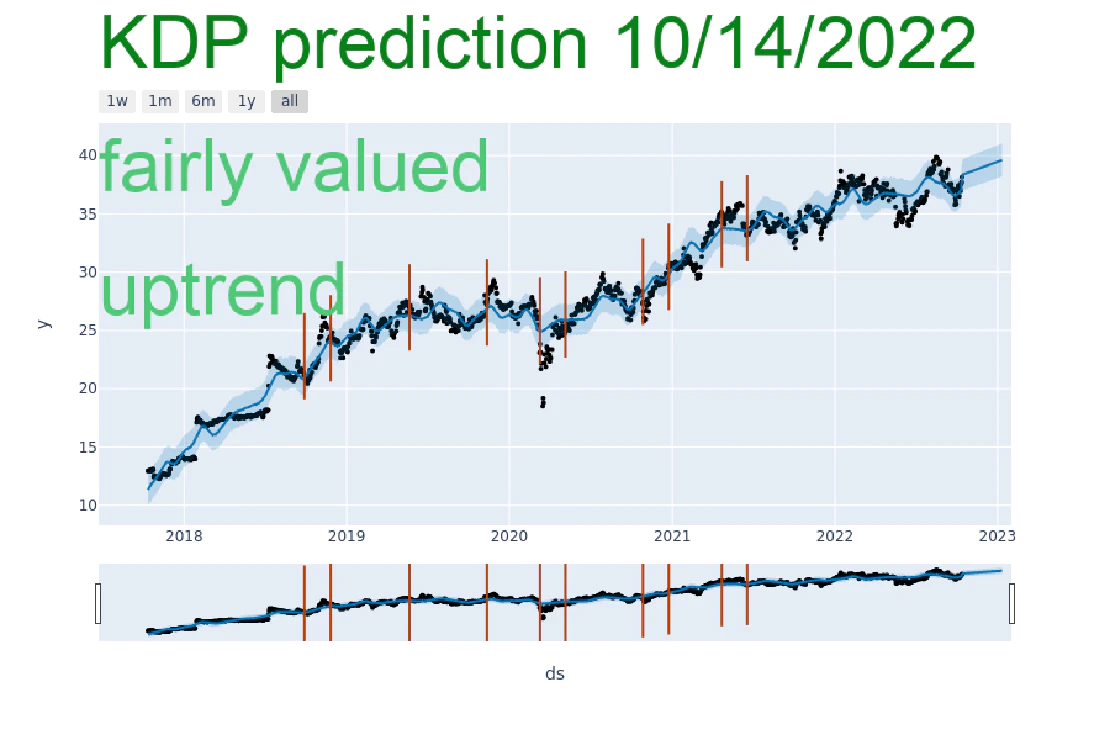 KDP prediction 10/14/2022
1w 1m 6m 1y all
fairly valued
uptrend
y
40
35
30
25
20
15
10
2018 2019 2020 2021 2022 2023
ds